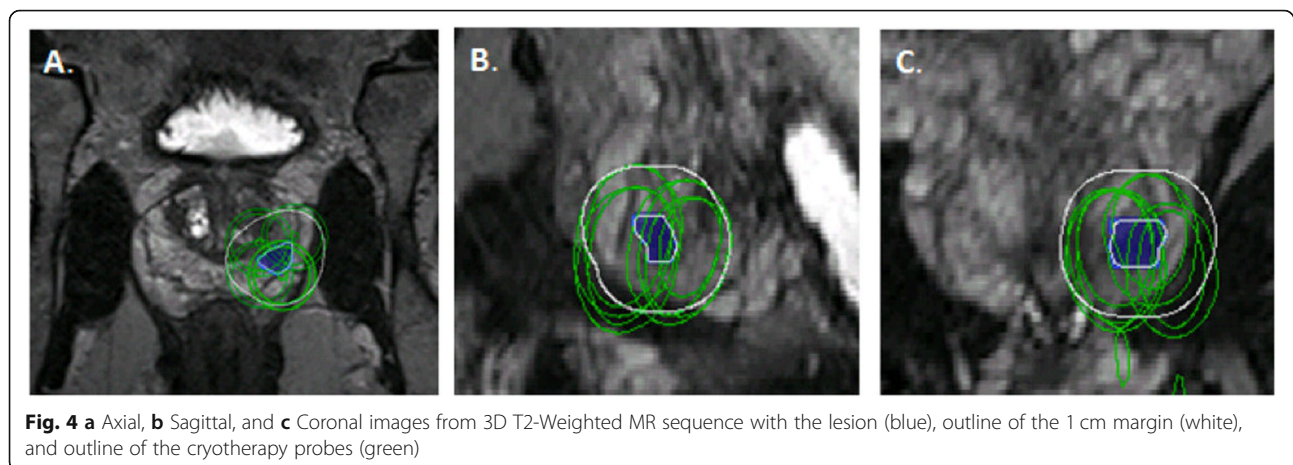 A.
B.
C.
Fig. 4 a Axial, b Sagittal, and c Coronal images from 3D T2-Weighted MR sequence with the lesion (blue), outline of the 1 cm margin (white),
and outline of the cryotherapy probes (green)